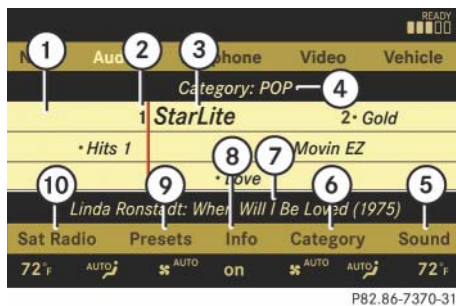 READY
1 2 3
N Aud phone Video Vehicle
Category: POP 4
1 StarLite 2• Gold
• Hits 1 Movin EZ
10 9 8 7 6 5
• Love
Linda Ronstadt: When Will I Be Loved (1975)
Sat Radio Presets Info Category Sound
72°F AUTO AUTO on AUTO AUTO 72°F
P82.86-7370-31